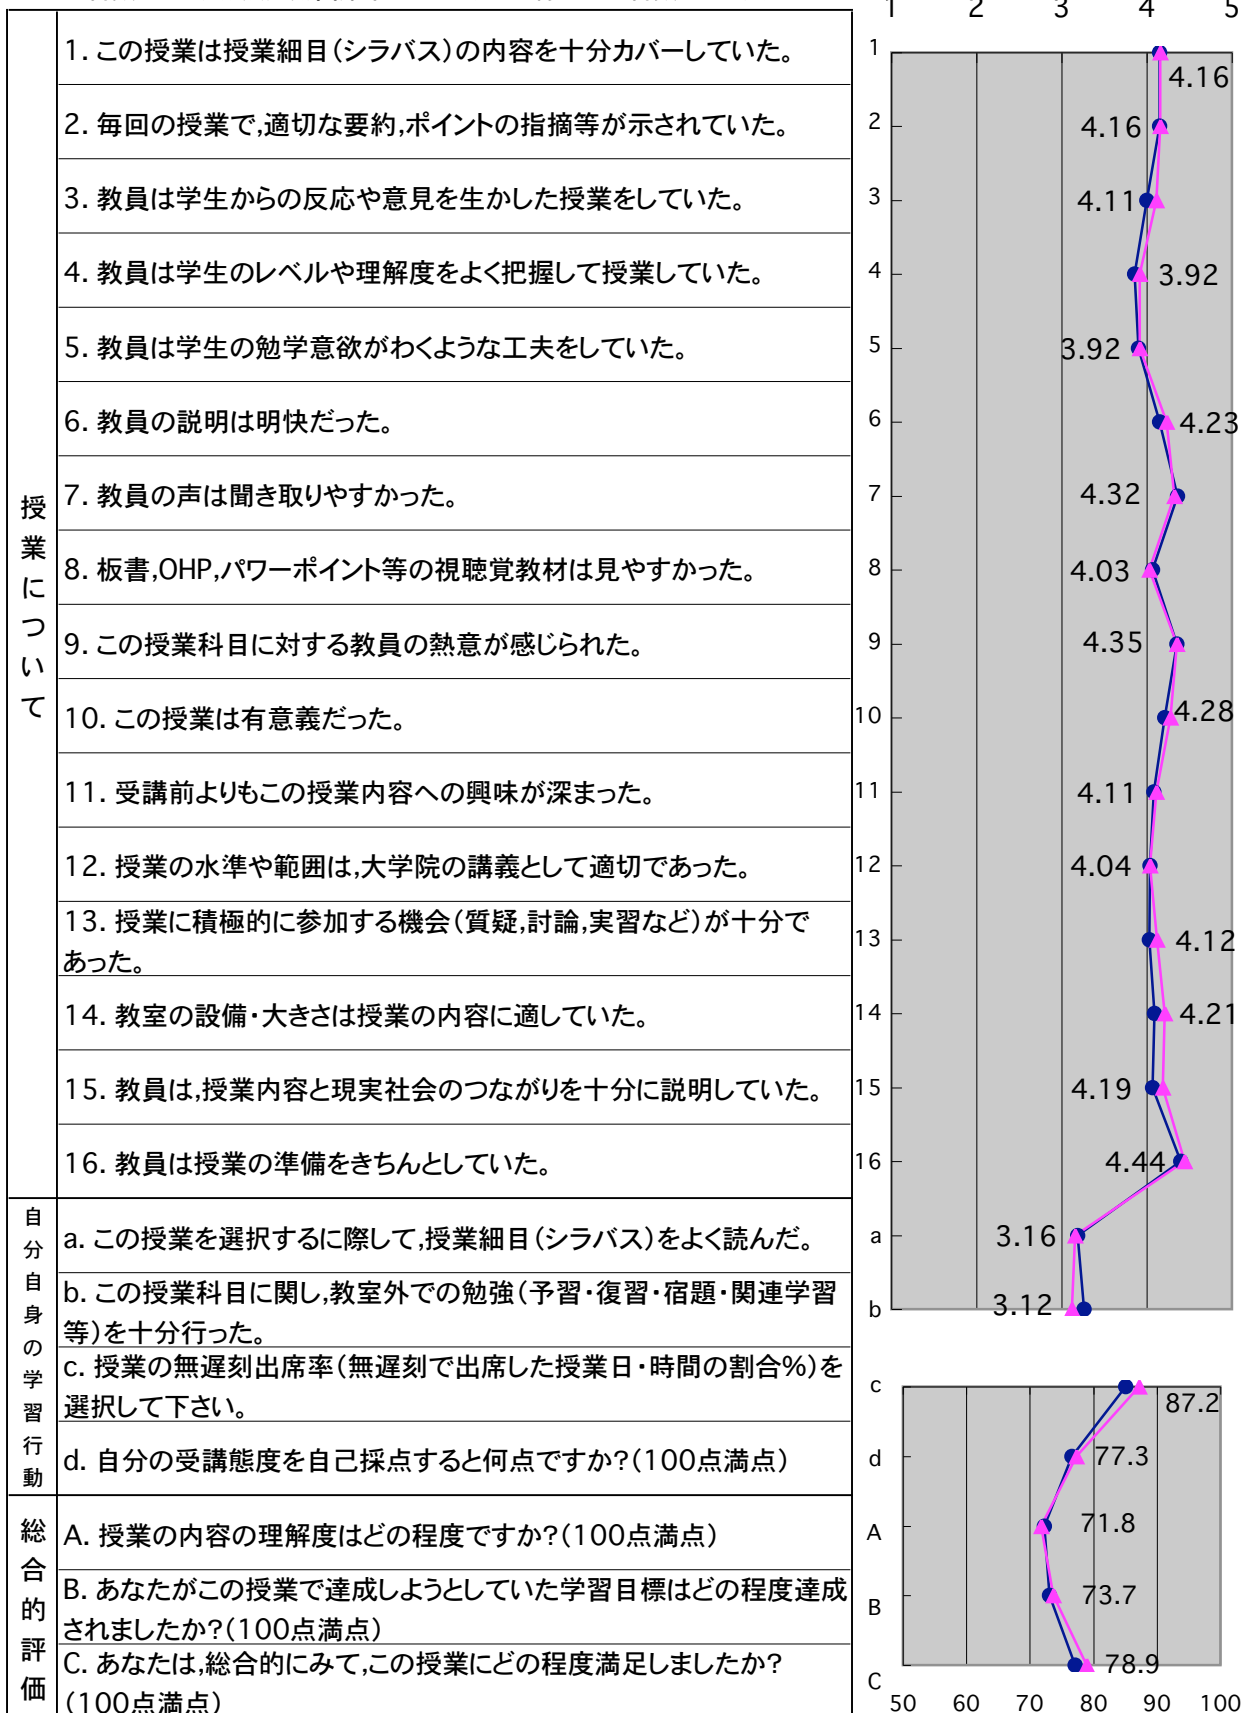 1 2 3 4 5
授業について
1. この授業は授業細目(シラバス)の内容を十分カバーしていた。
2. 毎回の授業で,適切な要約,ポイントの指摘等が示されていた。
3. 教員は学生からの反応や意見を生かした授業をしていた。
4. 教員は学生のレベルや理解度をよく把握して授業していた。
5. 教員は学生の勉学意欲がわくような工夫をしていた。
6. 教員の説明は明快だった。
7. 教員の声は聞き取りやすかった。
8. 板書,OHP,パワーポイント等の視聴覚教材は見やすかった。
9. この授業科目に対する教員の熱意が感じられた。
10. この授業は有意義だった。
11. 受講前よりもこの授業内容への興味が深まった。
12. 授業の水準や範囲は,大学院の講義として適切であった。
13. 授業に積極的に参加する機会(質疑,討論,実習など)が十分で
あった。
14. 教室の設備・大きさは授業の内容に適していた。
15. 教員は,授業内容と現実社会のつながりを十分に説明していた。
16. 教員は授業の準備をきちんとしていた。
自分自身の学習行動
a. この授業を選択するに際して,授業細目(シラバス)をよく読んだ。
b. この授業科目に関し,教室外での勉強(予習・復習・宿題・関連学習
等)を十分行った。
c. 授業の無遅刻出席率(無遅刻で出席した授業日・時間の割合%)を
選択して下さい。
d. 自分の受講態度を自己採点すると何点ですか?(100点満点)
総合的評価
A. 授業の内容の理解度はどの程度ですか?(100点満点)
B. あなたがこの授業で達成しようとしていた学習目標はどの程度達成
されましたか?(100点満点)
C. あなたは,総合的にみて,この授業にどの程度満足しましたか?
(100点満点)
1 4.16
2 4.16
3 4.11
4 3.92
5 3.92
6 4.23
7 4.32
8 4.03
9 4.35
10 4.28
11 4.11
12 4.04
13 4.12
14 4.21
15 4.19
16 4.44
a 3.16
b 3.12
c 87.2
d 77.3
A 71.8
B 73.7
C 78.9
50 60 70 80 90 100